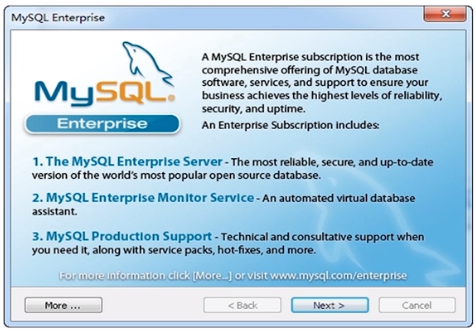 MySQL Enterprise
A MySQL Enterprise subscription is the most
comprehensive offering of MySQL database
software, services, and support to ensure your
business achieves the highest levels of reliability,
security, and uptime.
MySQL®
Enterprise
An Enterprise Subscription includes:
1. The MySQL Enterprise Server - The most reliable, secure, and up-to-date
version of the world's most popular open source database.
2. MySQL Enterprise Monitor Service - An automated virtual database
assistant.
3. MySQL Production Support - Technical and consultative support when
you need it, along with service packs, hot-fixes, and more.
For more information click [More...] or visit www.mysql.com/enterprise
More ...
< Back
Next >
Cancel